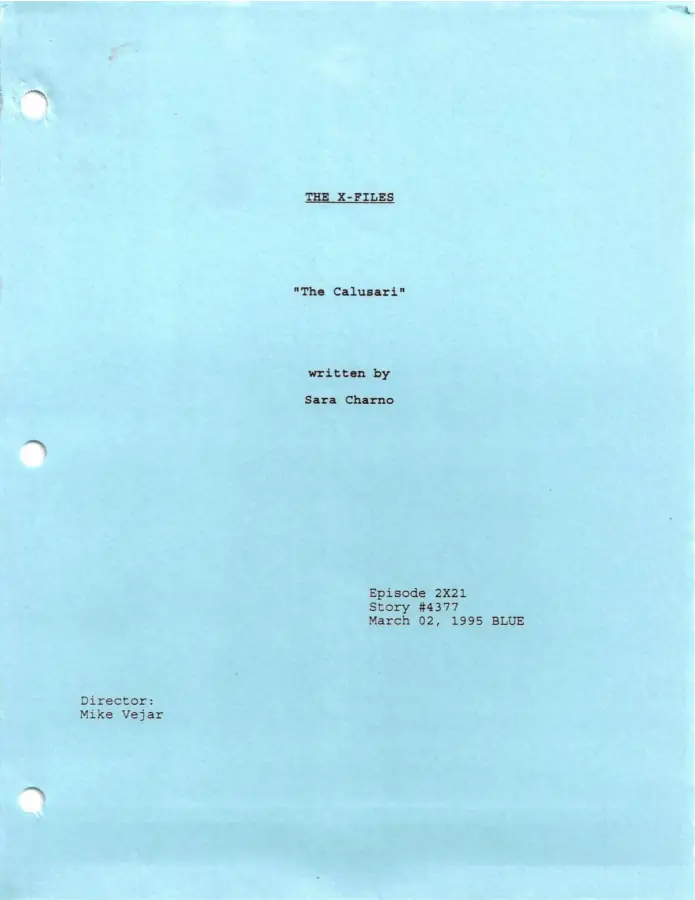 THE X-FILES
"The Calusari"
written by
Sara Charno
Episode 2X21
Story #4377
March 02, 1995 BLUE
Director:
Mike Vejar